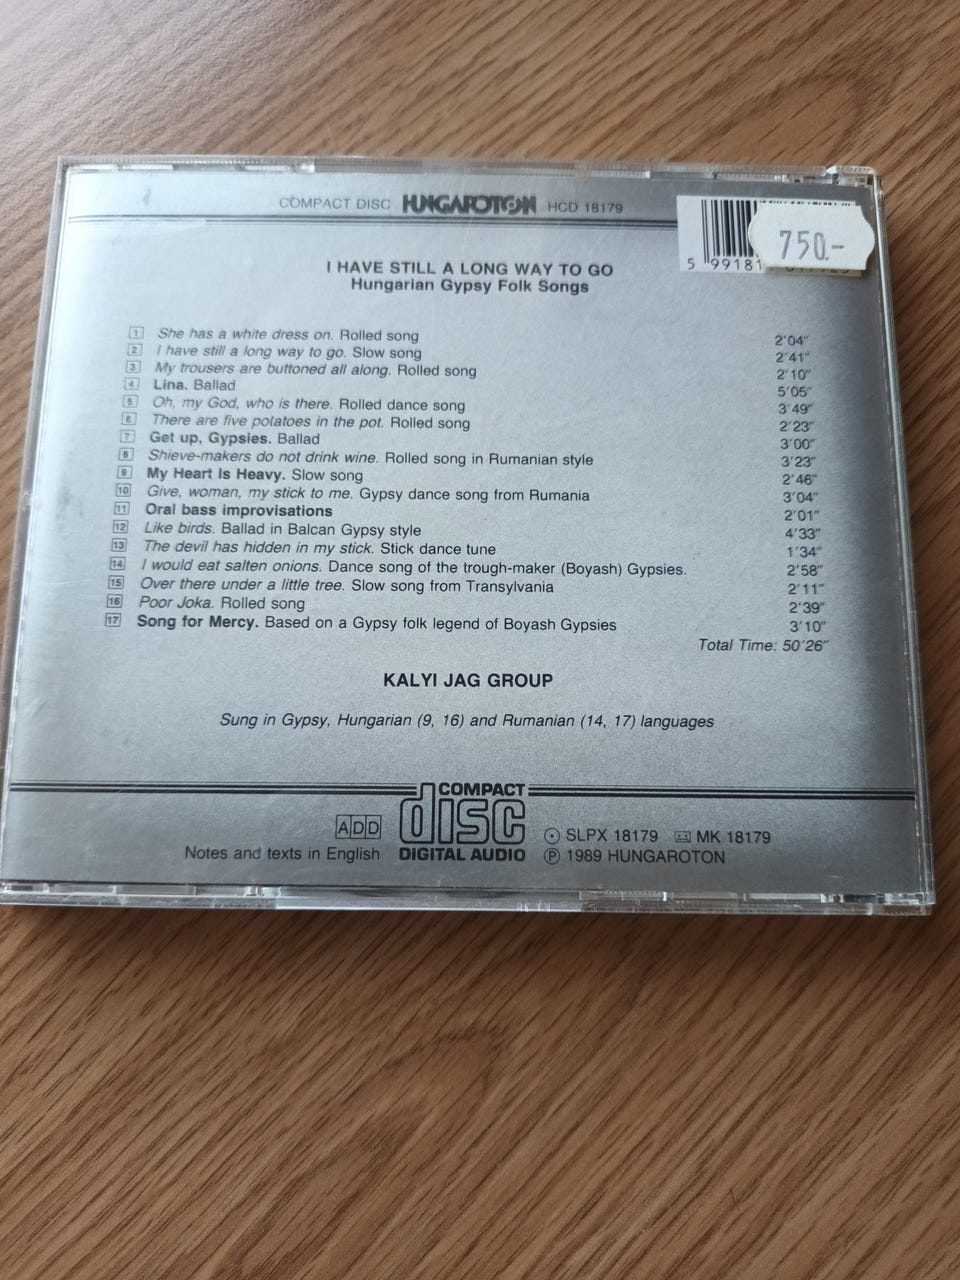 COMPACT DISC HUNGAROTON HCD 18179
750.-
5 99181
I HAVE STILL A LONG WAY TO GO
Hungarian Gypsy Folk Songs
1 She has a white dress on. Rolled song 2'04"
2 I have still a long way to go. Slow song 2'41"
3 My trousers are buttoned all along. Rolled song 2'10"
4 Lina. Ballad 5'05"
5 Oh, my God, who is there. Rolled dance song 3'49"
6 There are five potatoes in the pot. Rolled song 2'23"
7 Get up, Gypsies. Ballad 3'00"
8 Shieve-makers do not drink wine. Rolled song in Rumanian style 3'23"
9 My Heart Is Heavy. Slow song 2'46"
10 Give, woman, my stick to me. Gypsy dance song from Rumania 3'04"
11 Oral bass improvisations 2'01"
12 Like birds. Ballad in Balcan Gypsy style 4'33"
13 The devil has hidden in my stick. Stick dance tune 1'34"
14 I would eat salten onions. Dance song of the trough-maker (Boyash) Gypsies. 2'58"
15 Over there under a little tree. Slow song from Transylvania 2'11"
16 Poor Joka. Rolled song 2'39"
17 Song for Mercy. Based on a Gypsy folk legend of Boyash Gypsies 3'10"
Total Time: 50'26"
KALYI JAG GROUP
Sung in Gypsy, Hungarian (9, 16) and Rumanian (14, 17) languages
ADD
Notes and texts in English
COMPACT
disc
DIGITAL AUDIO
SLPX 18179 MK 18179
℗ 1989 HUNGAROTON